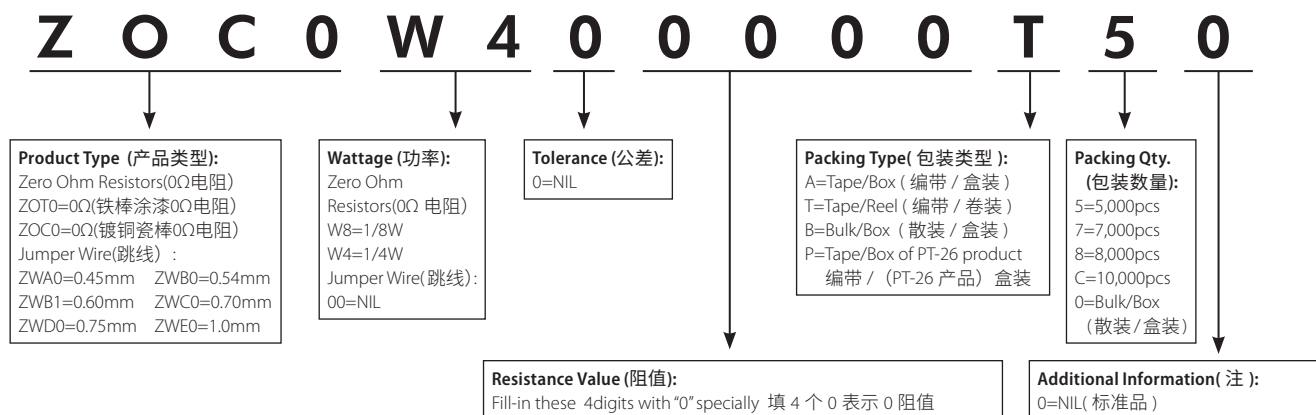 Z O C 0 W 4 0 0 0 0 0 T 5 0
Product Type (产品类型):
Zero Ohm Resistors(0Ω电阻)
ZOT0=0Ω(铁棒涂漆0Ω电阻)
ZOC0=0Ω(镀铜瓷棒0Ω电阻)
Jumper Wire(跳线）:
ZWA0=0.45mm ZWB0=0.54mm
ZWB1=0.60mm ZWC0=0.70mm
ZWD0=0.75mm ZWE0=1.0mm
Wattage (功率):
Zero Ohm
Resistors(0Ω 电阻)
W8=1/8W
W4=1/4W
Jumper Wire(跳线):
00=NIL
Tolerance (公差):
0=NIL
Packing Type( 包装类型 ):
A=Tape/Box ( 编带 / 盒装 )
T=Tape/Reel ( 编带 / 卷装 )
B=Bulk/Box ( 散装 / 盒装 )
P=Tape/Box of PT-26 product
编带 /（PT-26 产品）盒装
Packing Qty.
(包装数量):
5=5,000pcs
7=7,000pcs
8=8,000pcs
C=10,000pcs
0=Bulk/Box
(散装 / 盒装)
Resistance Value (阻值):
Fill-in these 4digits with “0” specially 填 4 个 0 表示 0 阻值
Additional Information( 注 ):
0=NIL( 标准品 )